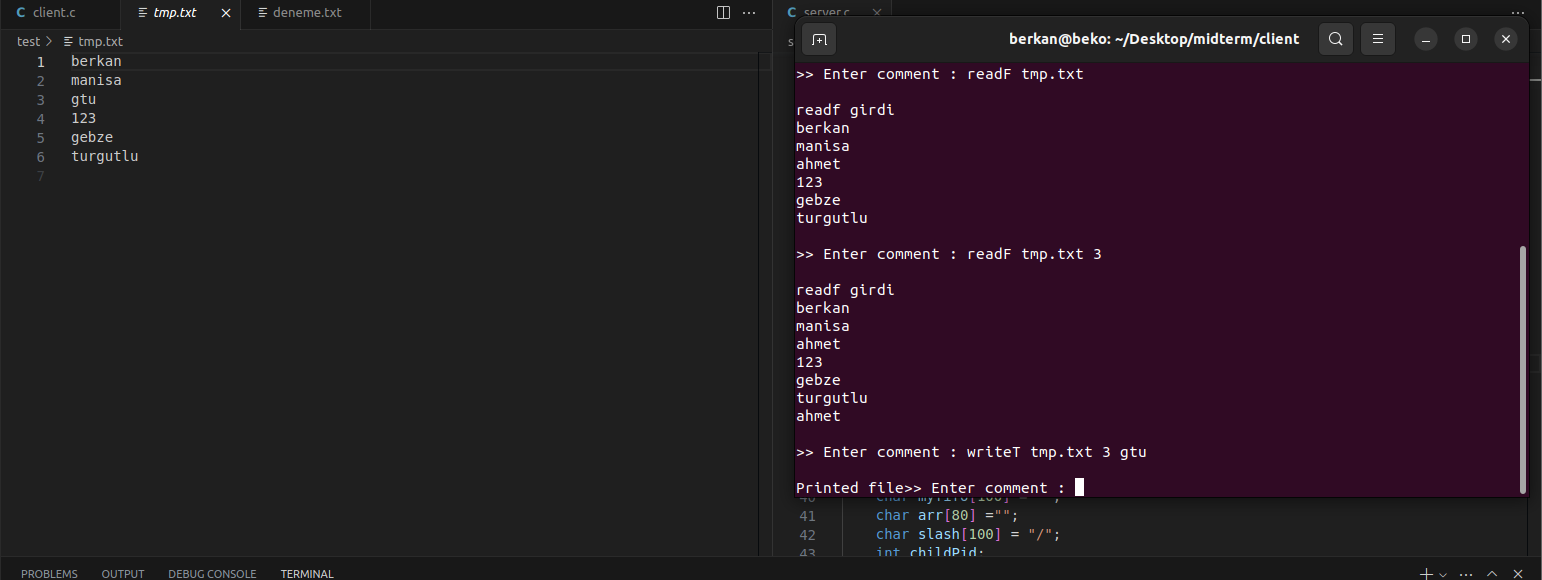 C client.c
tmp.txt
deneme.txt
test > tmp.txt
1 berkan
2 manisa
3 gtu
4 123
5 gebze
6 turgutlu
7
C server.c
s
berkan@beko: ~/Desktop/midterm/client
>> Enter comment : readF tmp.txt
readf girdi
berkan
manisa
ahmet
123
gebze
turgutlu
>> Enter comment : readF tmp.txt 3
readf girdi
berkan
manisa
ahmet
123
gebze
turgutlu
ahmet
>> Enter comment : writeT tmp.txt 3 gtu
Printed file>> Enter comment :
41 char arr[80] ="";
42 char slash[100] = "/";
43 int childPid;
PROBLEMS OUTPUT DEBUG CONSOLE TERMINAL